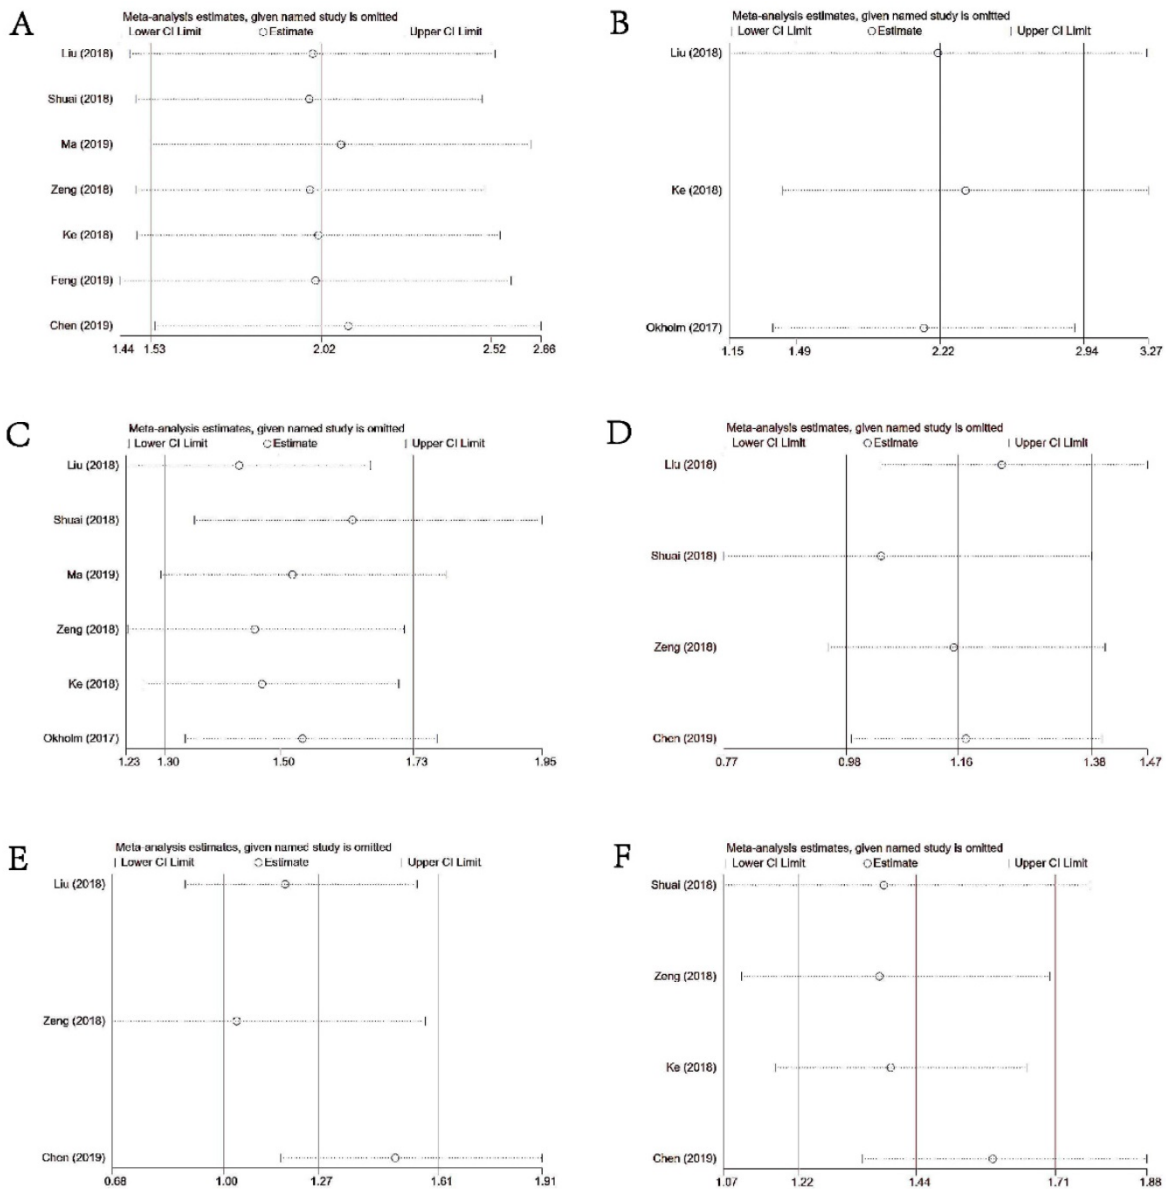 A
Meta-analysis estimates, given named study is omitted
Lower CI Limit Estimate Upper CI Limit
Liu (2018)
Shuai (2018)
Ma (2019)
Zeng (2018)
Ke (2018)
Feng (2019)
Chen (2019)
1.44 1.53 2.02 2.52 2.66
B
Meta-analysis estimates, given named study is omitted
Lower CI Limit Estimate Upper CI Limit
Liu (2018)
Ke (2018)
Okholm (2017)
1.15 1.49 2.22 2.94 3.27
C
Meta-analysis estimates, given named study is omitted
Lower CI Limit Estimate Upper CI Limit
Liu (2018)
Shuai (2018)
Ma (2019)
Zeng (2018)
Ke (2018)
Okholm (2017)
1.23 1.30 1.50 1.73 1.95
D
Meta-analysis estimates, given named study is omitted
Lower CI Limit Estimate Upper CI Limit
Liu (2018)
Shuai (2018)
Zeng (2018)
Chen (2019)
0.77 0.98 1.16 1.38 1.47
E
Meta-analysis estimates, given named study is omitted
Lower CI Limit Estimate Upper CI Limit
Liu (2018)
Zeng (2018)
Chen (2019)
0.68 1.00 1.27 1.61 1.91
F
Meta-analysis estimates, given named study is omitted
Lower CI Limit Estimate Upper CI Limit
Shuai (2018)
Zeng (2018)
Ke (2018)
Chen (2019)
1.07 1.22 1.44 1.71 1.88